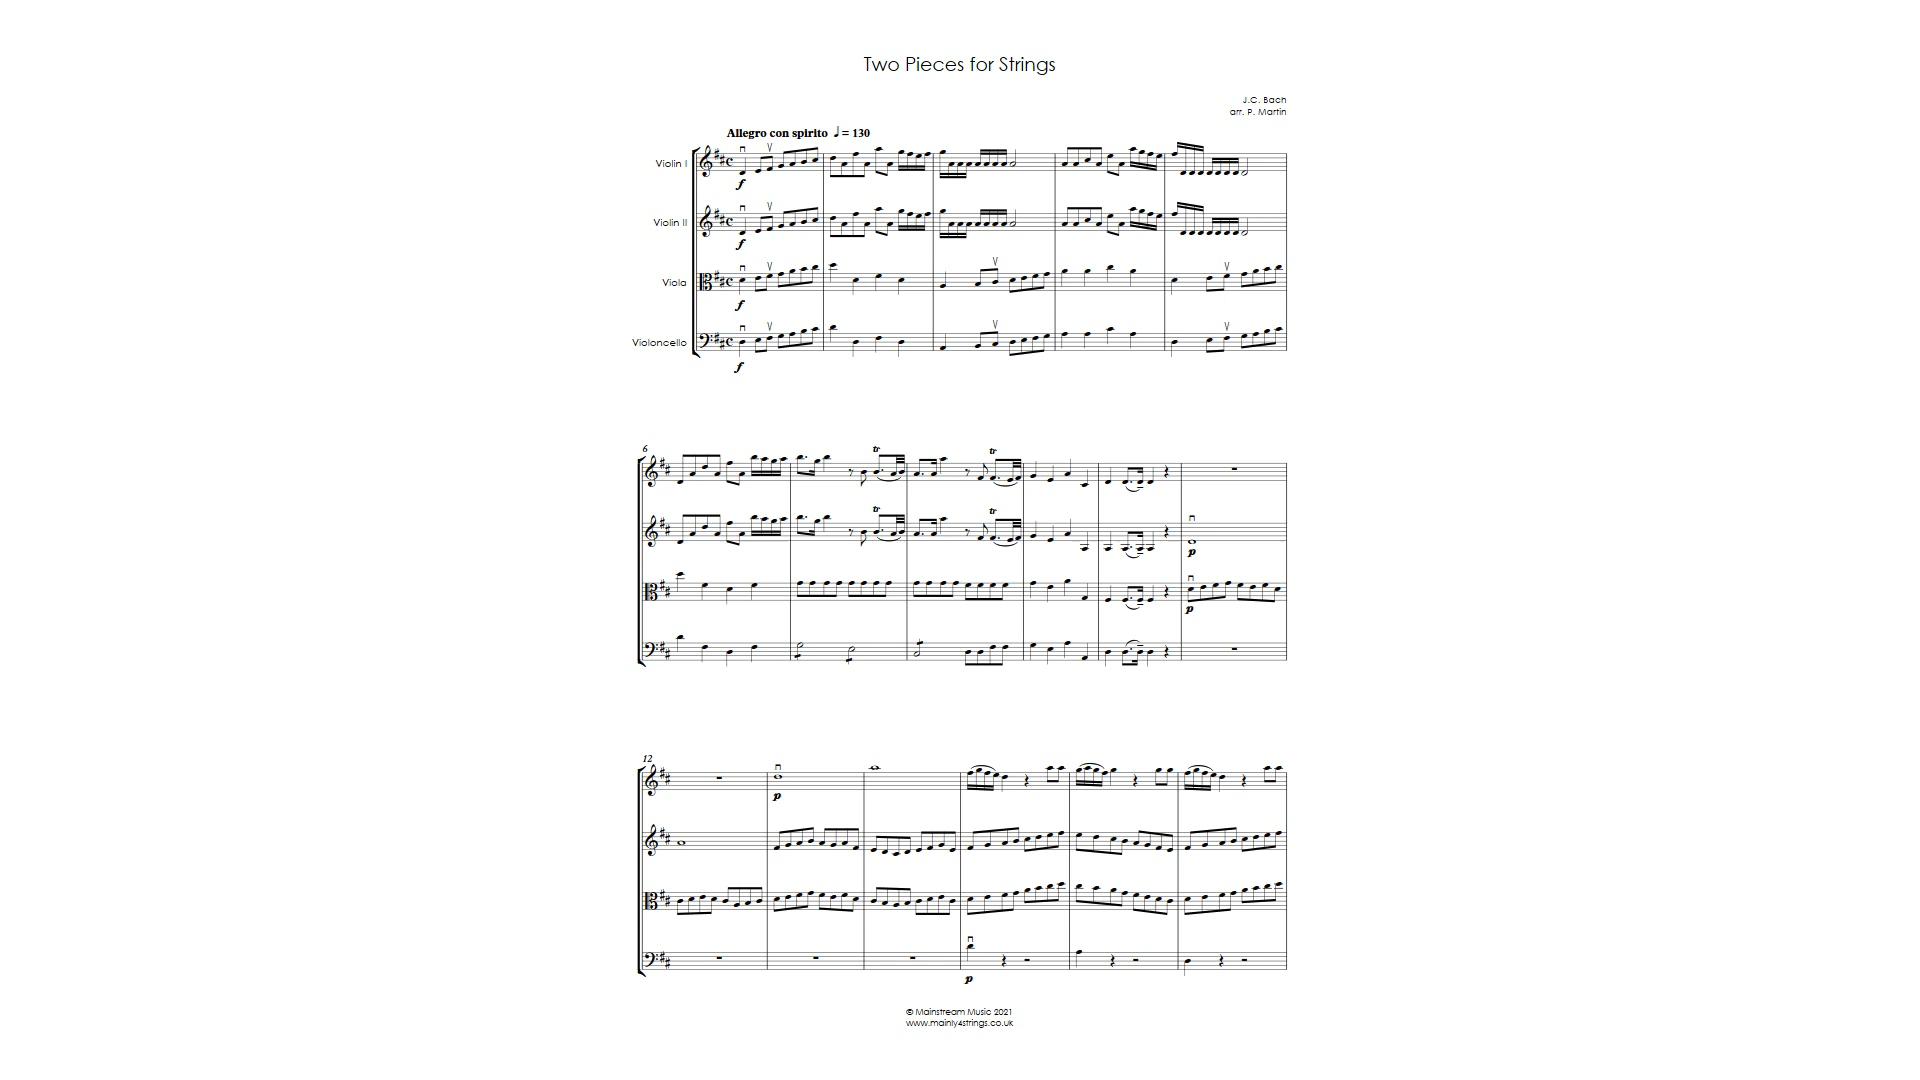 Two Pieces for Strings
J.C. Bach
arr. P. Martin
Allegro con spirito ♩= 130
Violin I
f
Violin II
f
Viola
f
Violoncello
f
6
tr tr
tr tr
p
p
12
p
p
© Mainstream Music 2021
www.mainly4strings.co.uk